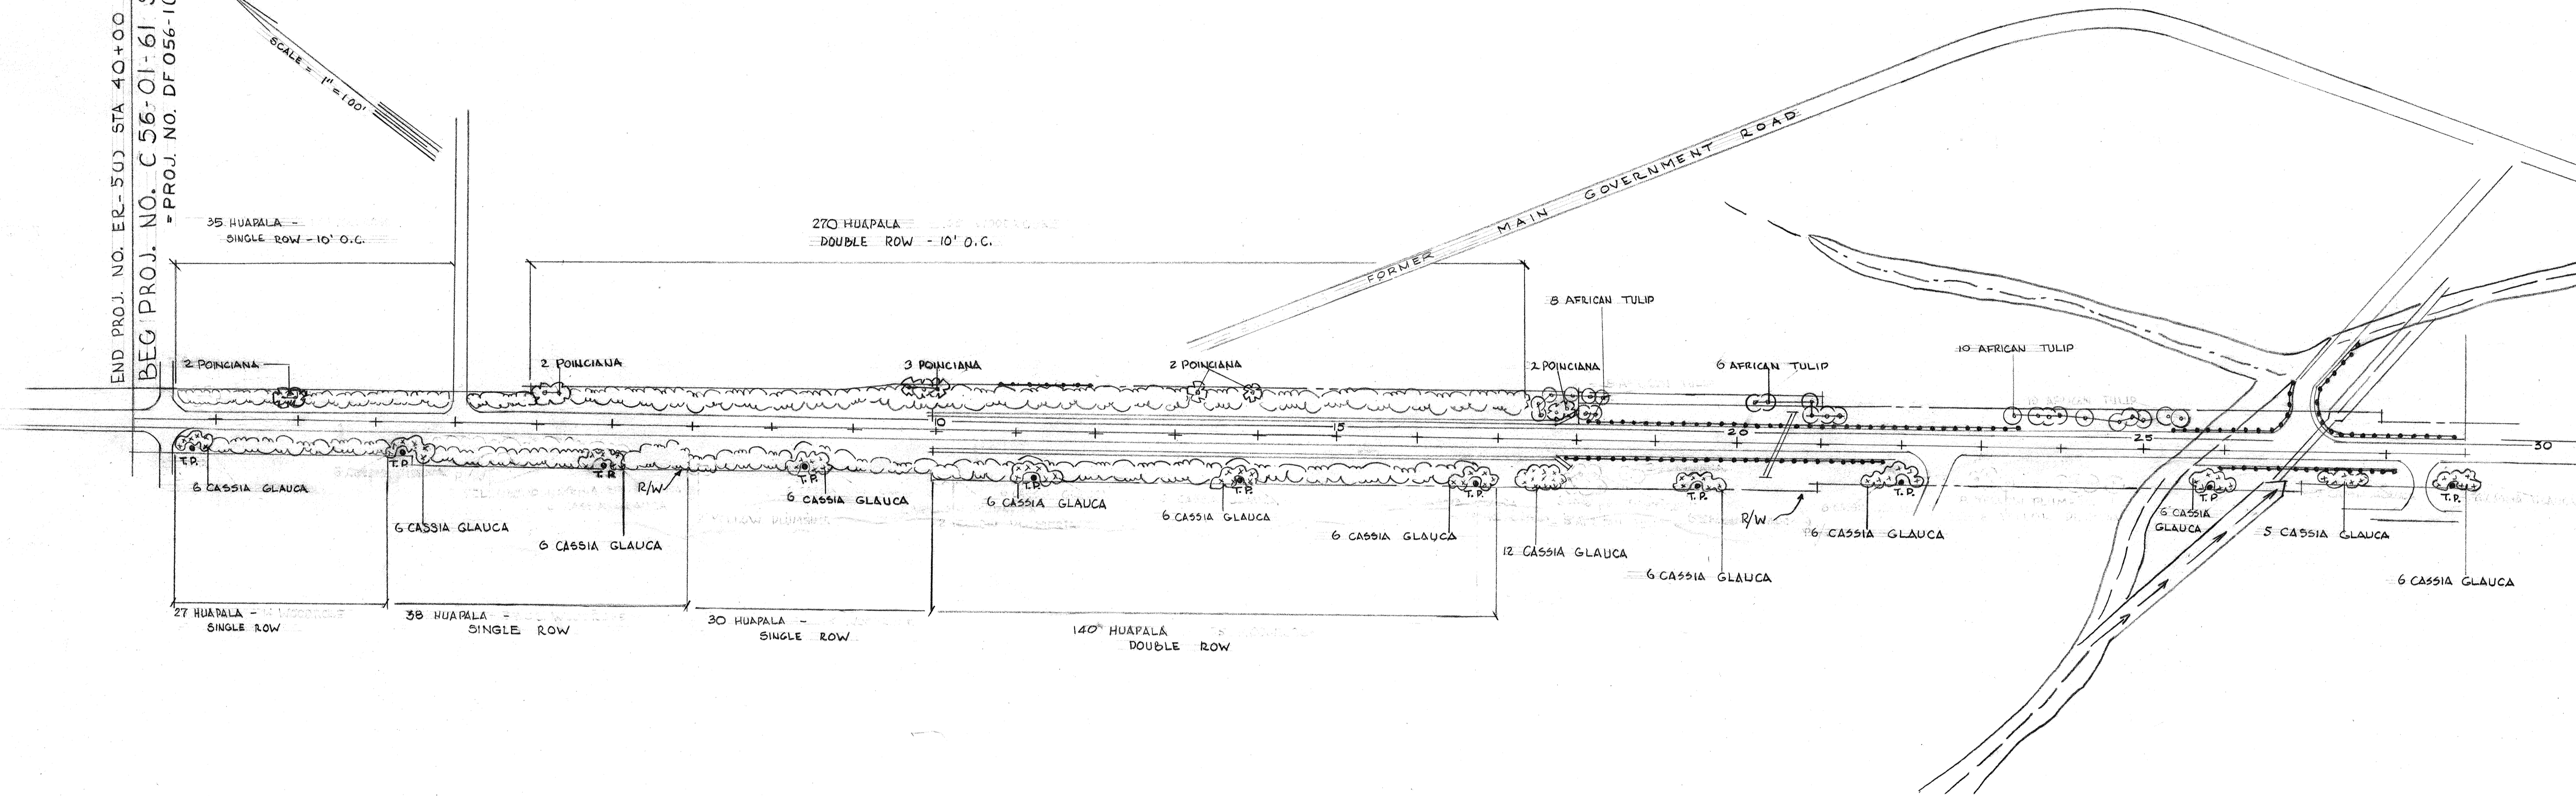 END PROJ. NO. ER-5(1) STA 40+00
BEG PROJ. NO. C 56-01-61
=PROJ. NO. DF 056-1
SCALE = 1"=100'
35 HUAPALA -
SINGLE ROW - 10' O.C.
270 HUAPALA
DOUBLE ROW - 10' O.C.
FORMER MAIN GOVERNMENT ROAD
8 AFRICAN TULIP
2 POINCIANA
2 POINCIANA
3 POINCIANA
2 POINCIANA
2 POINCIANA
6 AFRICAN TULIP
10 AFRICAN TULIP
10 AFRICAN TULIP
10
15
20
25
30
T.P.
T.P.
T.P.
T.P.
T.P.
T.P.
T.P.
T.P.
T.P.
T.P.
T.P.
R/W
R/W
6 CASSIA GLAUCA
6 CASSIA GLAUCA
6 CASSIA GLAUCA
6 CASSIA GLAUCA
6 CASSIA GLAUCA
6 CASSIA GLAUCA
6 CASSIA GLAUCA
12 CASSIA GLAUCA
6 CASSIA GLAUCA
6 CASSIA GLAUCA
6 CASSIA
GLAUCA
5 CASSIA GLAUCA
6 CASSIA GLAUCA
27 HUAPALA -
SINGLE ROW
38 HUAPALA -
SINGLE ROW
30 HUAPALA -
SINGLE ROW
140 HUAPALA
DOUBLE ROW